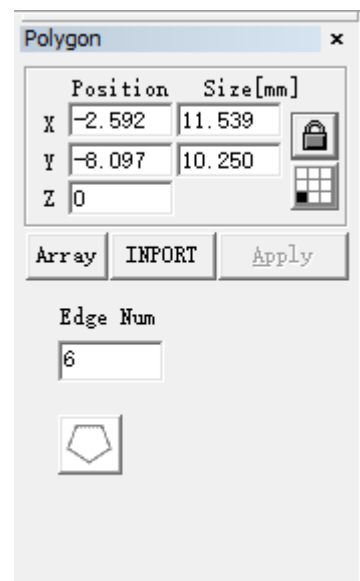 Polygon x
Position Size[mm]
X -2.592 11.539
Y -8.097 10.250
Z 0
Array INPORT Apply
Edge Num
6